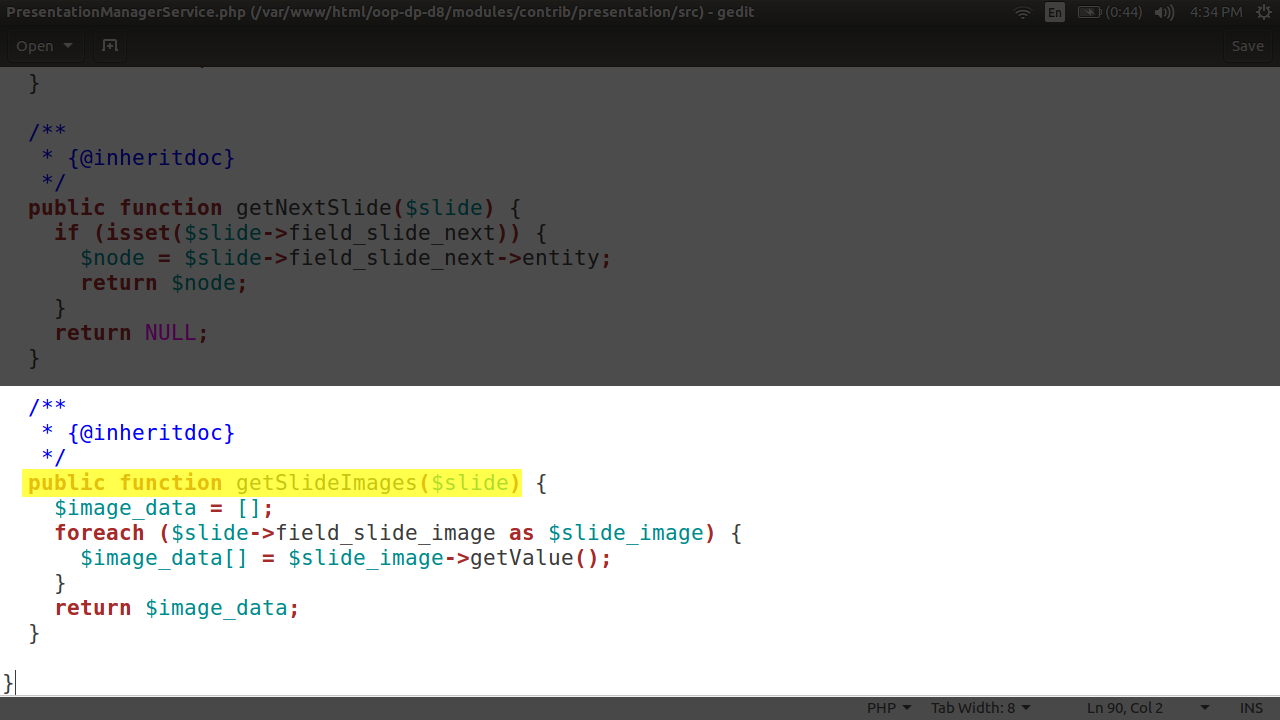 PresentationManagerService.php (/var/www/html/oop-dp-d8/modules/contrib/presentation/src) - gedit En (0:44) 4:34 PM
Open Save
}
/**
* {@inheritdoc}
*/
public function getNextSlide($slide) {
if (isset($slide->field_slide_next)) {
$node = $slide->field_slide_next->entity;
return $node;
}
return NULL;
}
/**
* {@inheritdoc}
*/
public function getSlideImages($slide) {
$image_data = [];
foreach ($slide->field_slide_image as $slide_image) {
$image_data[] = $slide_image->getValue();
}
return $image_data;
}
}
PHP Tab Width: 8 Ln 90, Col 2 INS